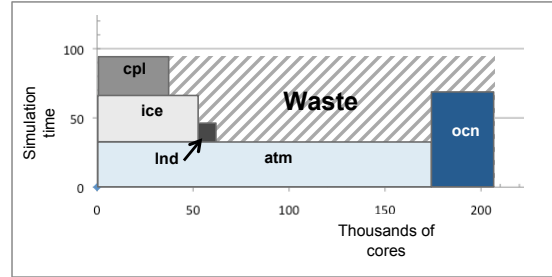 100
cpl
Waste
ice
Simulation
time
50
ocn
lnd
atm
0
0
50
100
150
200
Thousands of
cores